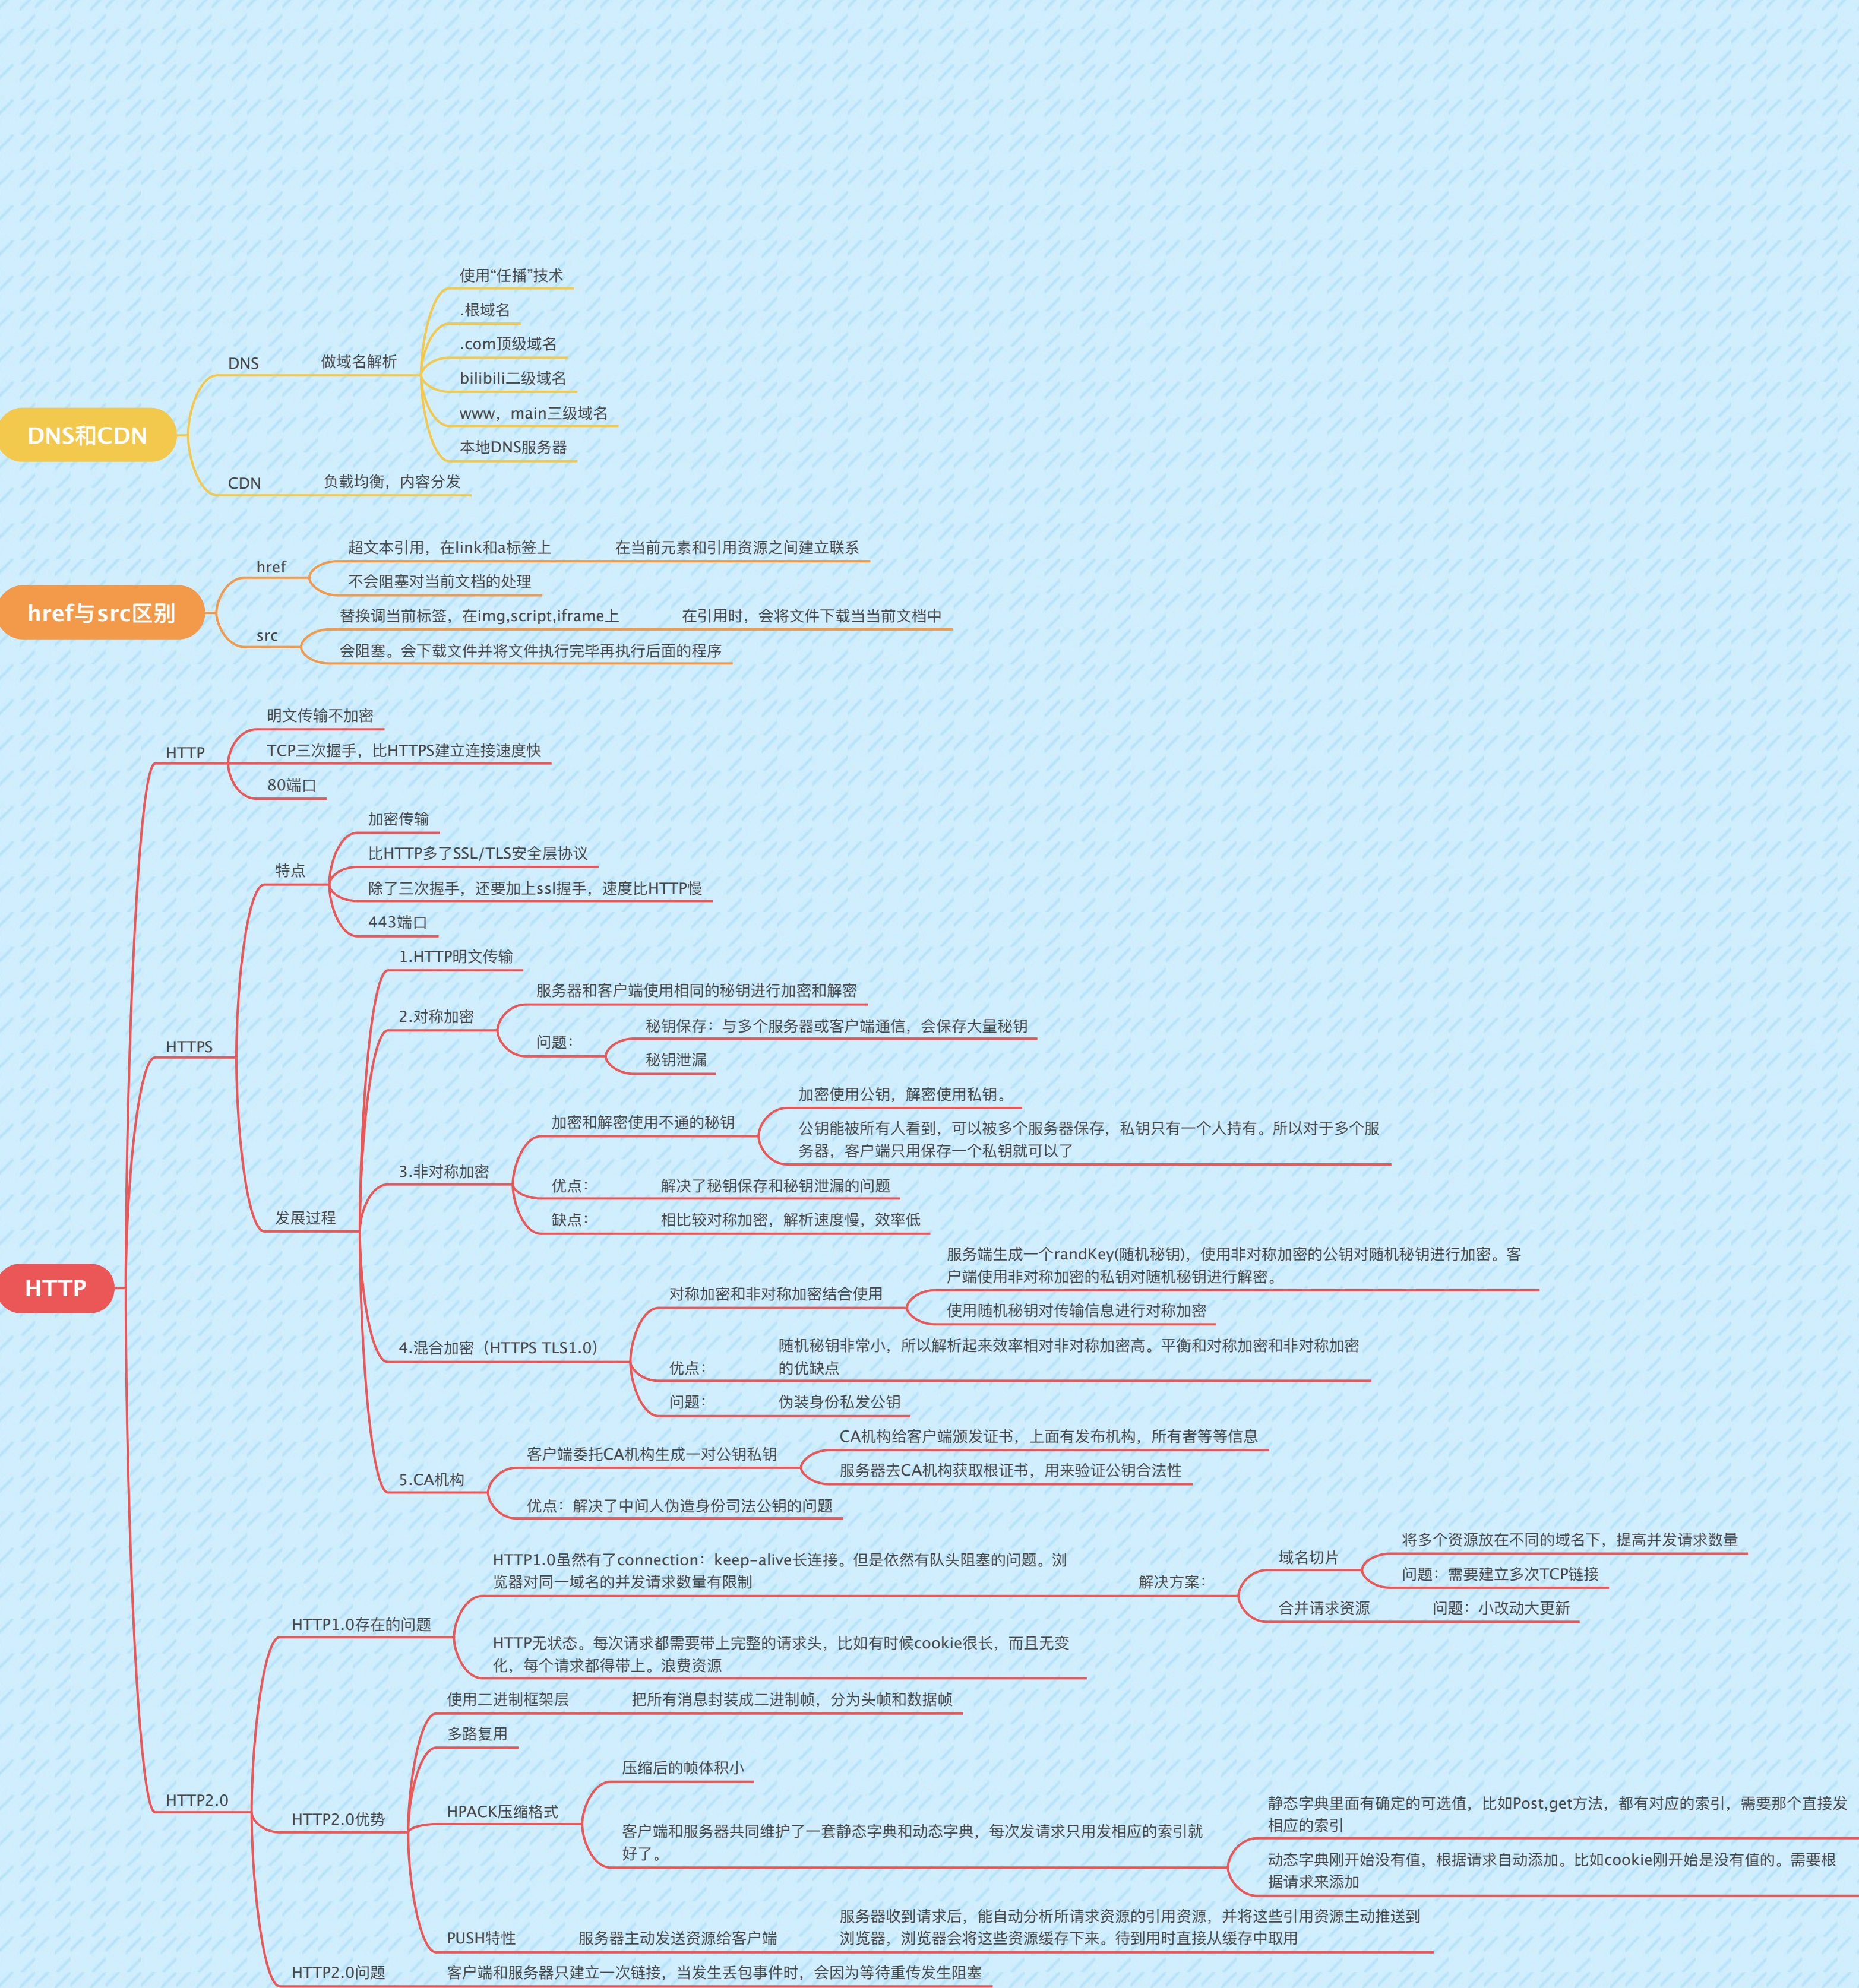 DNS和CDN
DNS
做域名解析
使用“任播”技术
.根域名
.com顶级域名
bilibili二级域名
www，main三级域名
本地DNS服务器
CDN
负载均衡，内容分发
href与src区别
href
超文本引用，在link和a标签上
在当前元素和引用资源之间建立联系
不会阻塞对当前文档的处理
src
替换调当前标签，在img,script,iframe上
在引用时，会将文件下载当当前文档中
会阻塞。会下载文件并将文件执行完毕再执行后面的程序
HTTP
HTTP
明文传输不加密
TCP三次握手，比HTTPS建立连接速度快
80端口
HTTPS
特点
加密传输
比HTTP多了SSL/TLS安全层协议
除了三次握手，还要加上ssl握手，速度比HTTP慢
443端口
发展过程
1.HTTP明文传输
2.对称加密
服务器和客户端使用相同的秘钥进行加密和解密
问题：
秘钥保存：与多个服务器或客户端通信，会保存大量秘钥
秘钥泄漏
3.非对称加密
加密和解密使用不通的秘钥
加密使用公钥，解密使用私钥。
公钥能被所有人看到，可以被多个服务器保存，私钥只有一个人持有。所以对于多个服
务器，客户端只用保存一个私钥就可以了
优点：
解决了秘钥保存和秘钥泄漏的问题
缺点：
相比较对称加密，解析速度慢，效率低
4.混合加密（HTTPS TLS1.0）
对称加密和非对称加密结合使用
服务端生成一个randKey(随机秘钥)，使用非对称加密的公钥对随机秘钥进行加密。客
户端使用非对称加密的私钥对随机秘钥进行解密。
使用随机秘钥对传输信息进行对称加密
优点：
随机秘钥非常小，所以解析起来效率相对非对称加密高。平衡和对称加密和非对称加密
的优缺点
问题：
伪装身份私发公钥
5.CA机构
客户端委托CA机构生成一对公钥私钥
CA机构给客户端颁发证书，上面有发布机构，所有者等等信息
服务器去CA机构获取根证书，用来验证公钥合法性
优点：解决了中间人伪造身份司法公钥的问题
HTTP2.0
HTTP1.0存在的问题
HTTP1.0虽然有了connection：keep-alive长连接。但是依然有队头阻塞的问题。浏
览器对同一域名的并发请求数量有限制
解决方案：
域名切片
将多个资源放在不同的域名下，提高并发请求数量
问题：需要建立多次TCP链接
合并请求资源
问题：小改动大更新
HTTP无状态。每次请求都需要带上完整的请求头，比如有时候cookie很长，而且无变
化，每个请求都得带上。浪费资源
HTTP2.0优势
使用二进制框架层
把所有消息封装成二进制帧，分为头帧和数据帧
多路复用
HPACK压缩格式
压缩后的帧体积小
客户端和服务器共同维护了一套静态字典和动态字典，每次发请求只用发相应的索引就
好了。
静态字典里面有确定的可选值，比如Post,get方法，都有对应的索引，需要那个直接发
相应的索引
动态字典刚开始没有值，根据请求自动添加。比如cookie刚开始是没有值的。需要根
据请求来添加
PUSH特性
服务器主动发送资源给客户端
服务器收到请求后，能自动分析所请求资源的引用资源，并将这些引用资源主动推送到
浏览器，浏览器会将这些资源缓存下来。待到用时直接从缓存中取用
HTTP2.0问题
客户端和服务器只建立一次链接，当发生丢包事件时，会因为等待重传发生阻塞